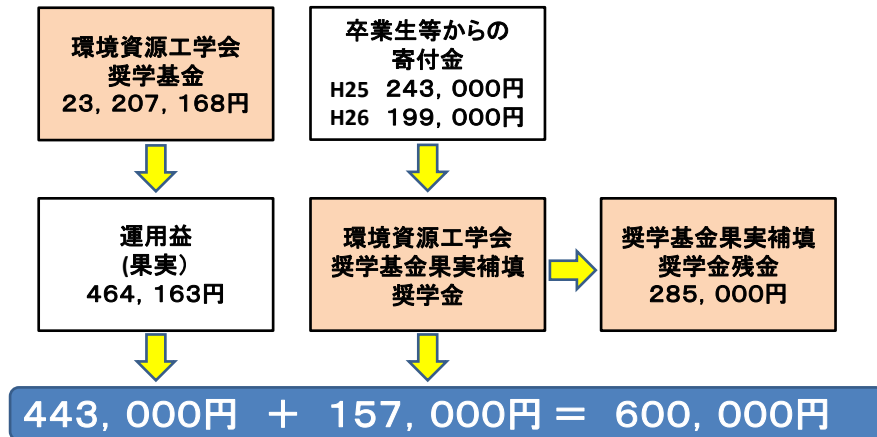 環境資源工学会
奨学基金
23, 207, 168円
卒業生等からの
寄付金
H25 243, 000円
H26 199, 000円
運用益
(果実）
464, 163円
環境資源工学会
奨学基金果実補填
奨学金
奨学基金果実補填
奨学金残金
285, 000円
443, 000円 ＋ 157, 000円＝ 600, 000円